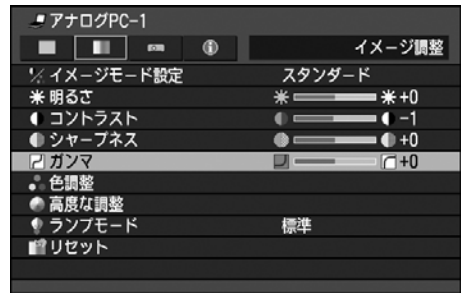 アナログPC-1
イメージ調整
イメージモード設定 スタンダード
明るさ +0
コントラスト -1
シャープネス +0
ガンマ +0
色調整
高度な調整
ランプモード 標準
リセット